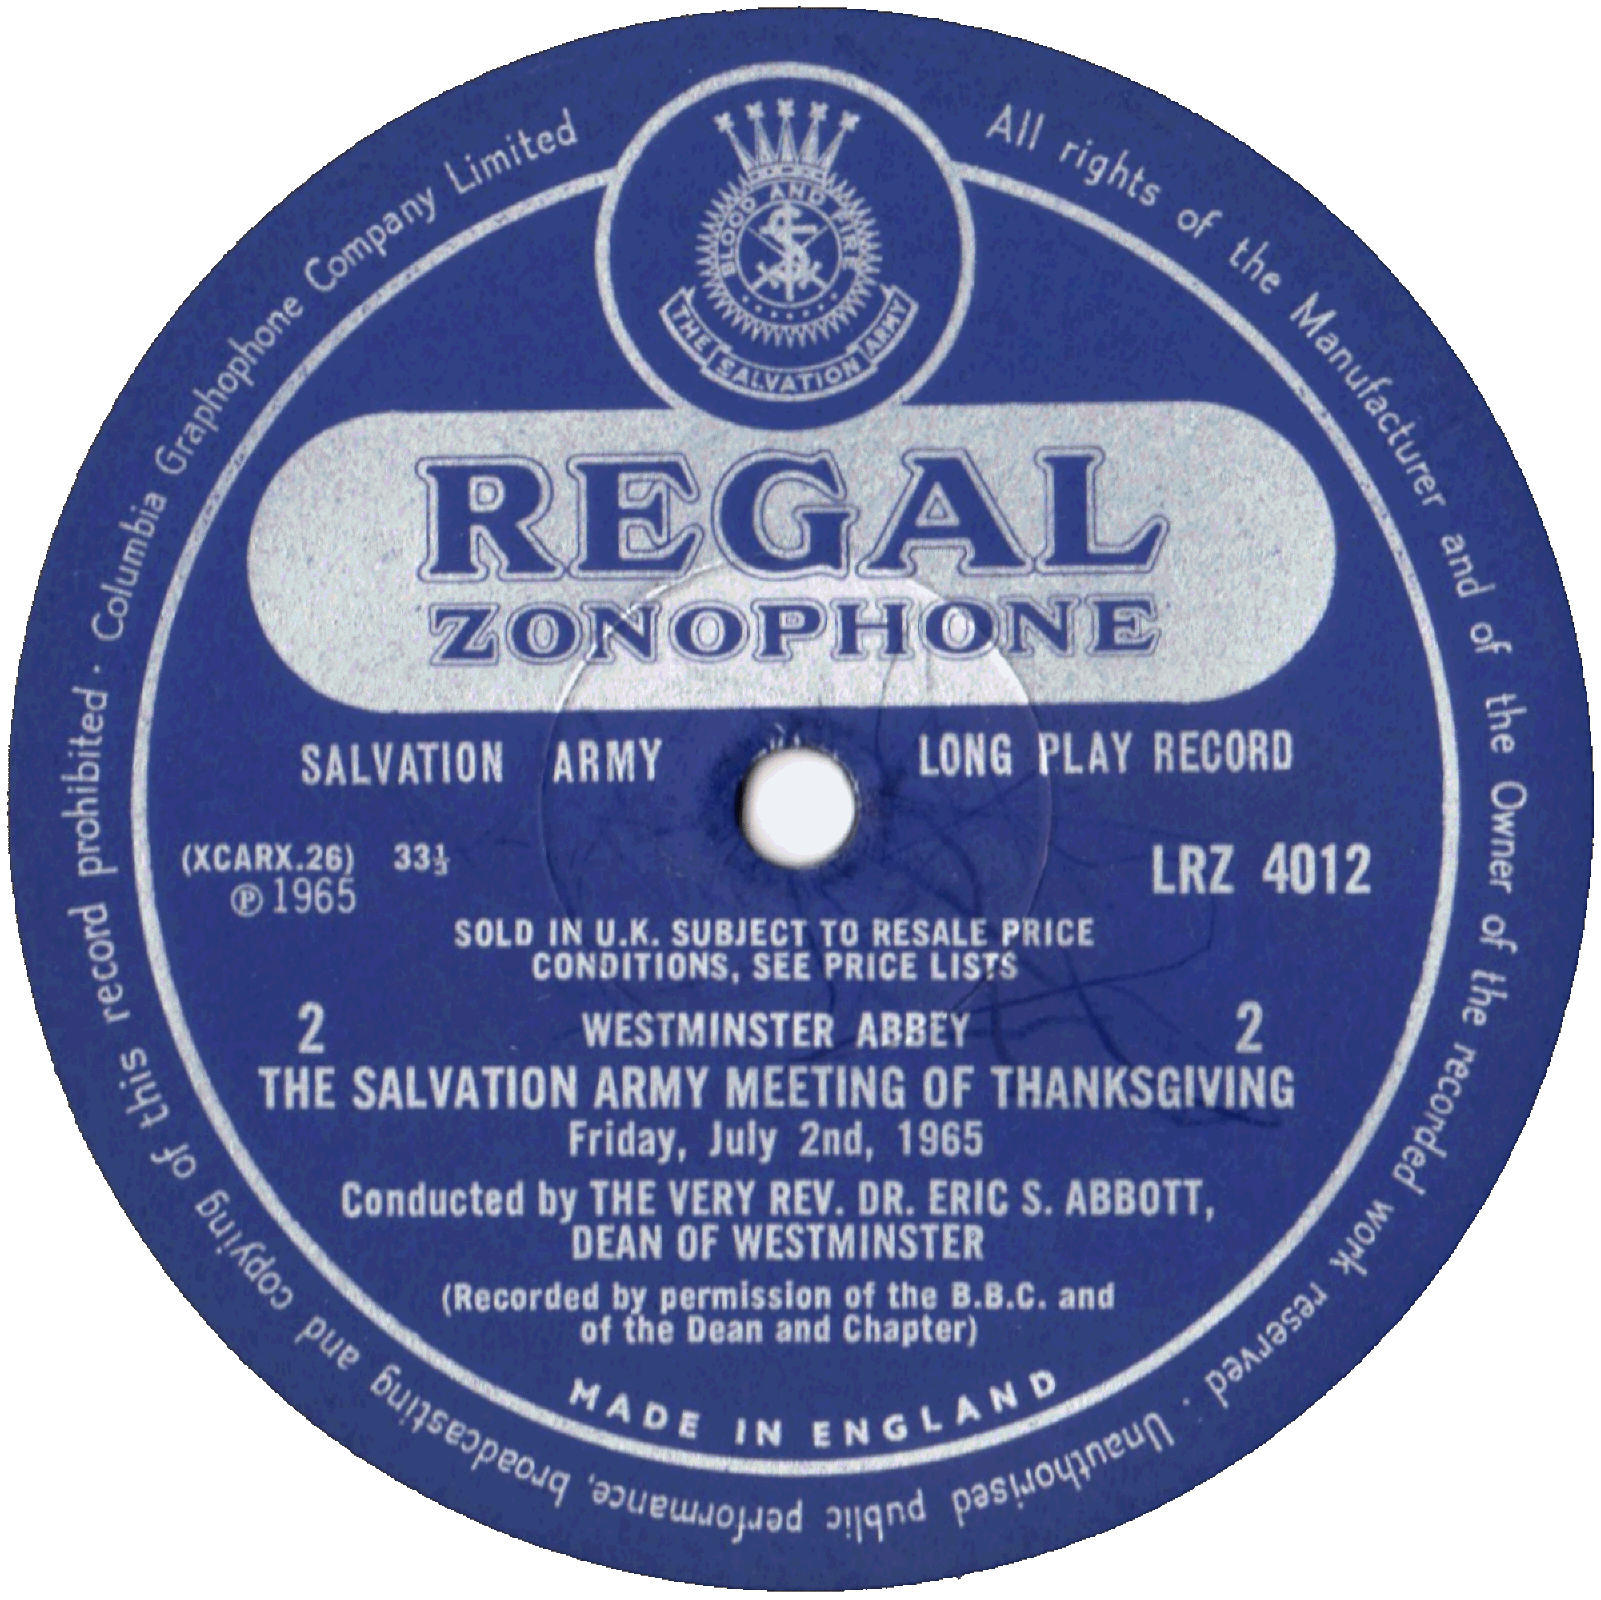 Columbia Graphophone Company Limited
All rights of the Manufacturer and of the Owner of the recorded work reserved · Unauthorised public performance, broadcasting and copying of this record prohibited ·
BLOOD AND FIRE
S
THE SALVATION ARMY
REGAL
ZONOPHONE
SALVATION ARMY LONG PLAY RECORD
(XCARX.26) 33⅓
LRZ 4012
℗ 1965
SOLD IN U.K. SUBJECT TO RESALE PRICE
CONDITIONS, SEE PRICE LISTS
2 WESTMINSTER ABBEY 2
THE SALVATION ARMY MEETING OF THANKSGIVING
Friday, July 2nd, 1965
Conducted by THE VERY REV. DR. ERIC S. ABBOTT,
DEAN OF WESTMINSTER
(Recorded by permission of the B.B.C. and
of the Dean and Chapter)
MADE IN ENGLAND